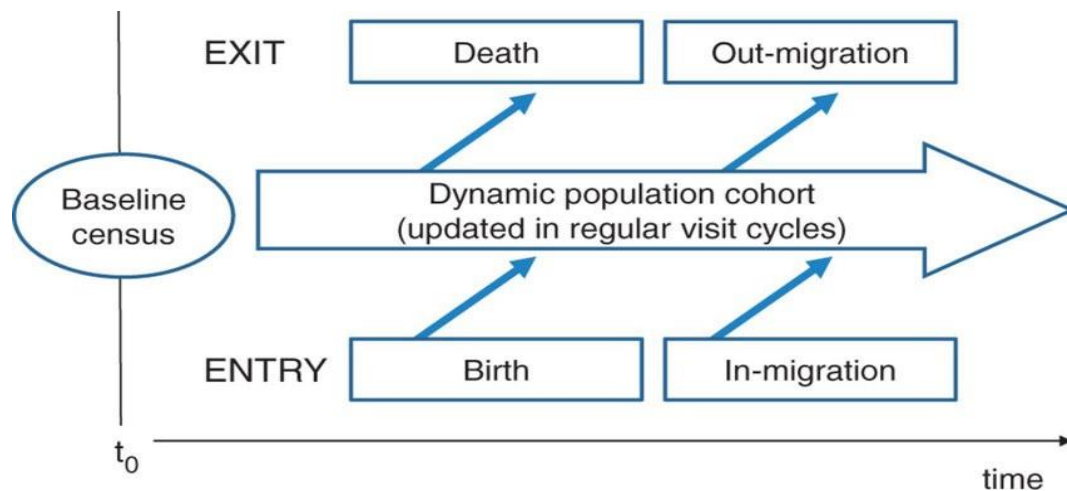 EXIT
Death
Out-migration
Baseline
census
Dynamic population cohort
(updated in regular visit cycles)
ENTRY
Birth
In-migration
t0
time